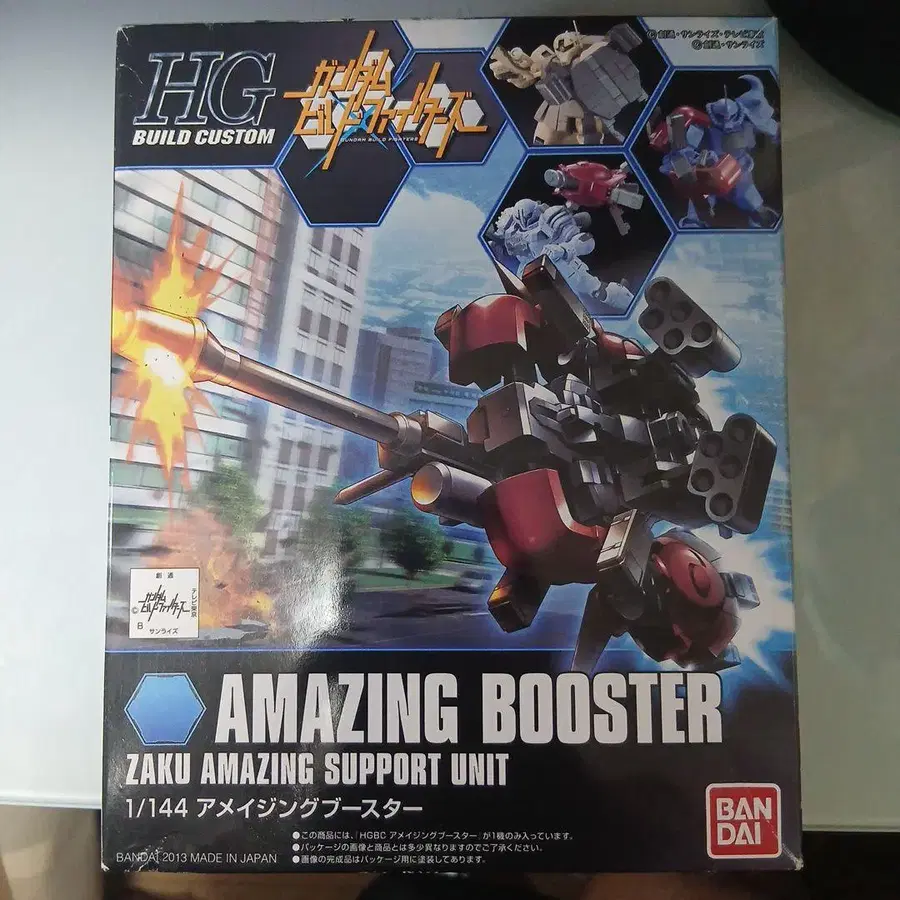 HG
BUILD CUSTOM
ガンダム
ビルドファイターズ
GUNDAM BUILD FIGHTERS
©創通・サンライズ・テレビ東京
©創通・サンライズ
創通
ガンダム
ビルドファイターズ
テレビ東京
©
B
サンライズ
AMAZING BOOSTER
ZAKU AMAZING SUPPORT UNIT
1/144 アメイジングブースター
●この商品には、「HGBC アメイジングブースター」が1機のみ入っています。
●パッケージの画像と商品とは多少異なりますのでご了承ください。
●画像の完成品はパッケージ用に塗装してあります。
BANDAI 2013 MADE IN JAPAN
BAN
DAI